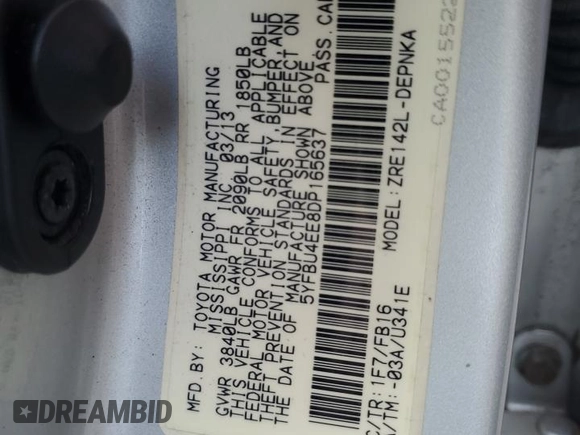 MFD.BY: TOYOTA MOTOR MANUFACTURING
MISSISSIPPI INC. 03/13
GVWR 3840LB GAWR FR 2090LB RR 1850LB
THIS VEHICLE CONFORMS TO ALL APPLICABLE
FEDERAL MOTOR VEHICLE SAFETY, BUMPER, AND
THEFT PREVENTION STANDARDS IN EFFECT ON
THE DATE OF MANUFACTURE SHOWN ABOVE.
5YFBU4EE8DP165637 PASS. CAR
C/TR: 1F7/FB16 MODEL: ZRE142L-DEPNKA
A/TM: -03A/U341E
DREAMBID